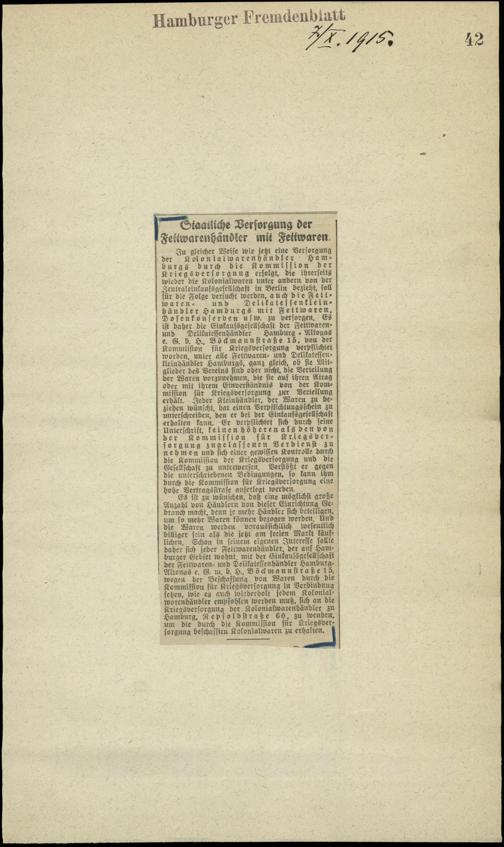 Hamburger Fremdenblatt
7/X. 1915.
42
Staatliche Versorgung der
Fettwarenhändler mit Fettwaren.
In gleicher Weise wie jetzt eine Versorgung
der Kolonialwarenhändler Ham-
burgs durch die Kommission der
Kriegsversorgung erfolgt, die ihrerseits
wieder die Kolonialwaren unter andern von der
Zentraleinkaufsgesellschaft in Berlin bezieht, soll
für die Folge versucht werden, auch die Fett-
waren- und Delikatessenklein-
händler Hamburgs mit Fettwaren,
Dosenkonserven usw. zu versorgen. Es
ist daher die Einkaufsgesellschaft der Fettwaren-
und Delikatessenhändler Hamburg-Altonas
e. G. m. b. H., Böckmannstraße 15, von der
Kommission für Kriegsversorgung verpflichtet
worden, unter alle Fettwaren- und Delikatessen-
kleinhändler Hamburgs, ganz gleich, ob sie Mit-
glieder des Vereins sind oder nicht, die Verteilung
der Waren vorzunehmen, die sie auf ihren Antrag
oder mit ihrem Einverständnis von der Kom-
mission für Kriegsversorgung zur Verteilung
erhält. Jeder Kleinhändler, der Waren zu be-
ziehen wünscht, hat einen Verpflichtungsschein zu
unterschreiben, den er bei der Einkaufsgesellschaft
erhalten kann. Er verpflichtet sich durch seine
Unterschrift, keinen höheren als den von
der Kommission für Kriegsver-
sorgung zugelassenen Verdienst zu
nehmen und sich einer gewissen Kontrolle durch
die Kommission der Kriegsversorgung und die
Gesellschaft zu unterwerfen. Verstößt er gegen
die unterschriebenen Bedingungen, so kann ihm
durch die Kommission für Kriegsversorgung eine
hohe Vertragsstrafe auferlegt werden.
Es ist zu wünschen, daß eine möglichst große
Anzahl von Händlern von dieser Einrichtung Ge-
brauch macht, denn je mehr Händler sich beteiligen,
um so mehr Waren können bezogen werden. Und
die Waren werden voraussichtlich wesentlich
billiger sein als die jetzt am freien Markt käuf-
lichen. Schon in seinem eigenen Interesse sollte
daher sich jeder Fettwarenhändler, der auf Ham-
burger Gebiet wohnt, mit der Einkaufsgesellschaft
der Fettwaren- und Delikatessenhändler Hamburg-
Altonas e. G. m. b. H., Böckmannstraße 15,
wegen der Beschaffung von Waren durch die
Kommission für Kriegsversorgung in Verbindung
setzen, wie es auch wiederholt jedem Kolonial-
warenhändler empfohlen werden muß, sich an die
Kriegsversorgung der Kolonialwarenhändler zu
Hamburg, Repsoldstraße 60, zu wenden,
um die durch die Kommission für Kriegsver-
sorgung beschafften Kolonialwaren zu erhalten.